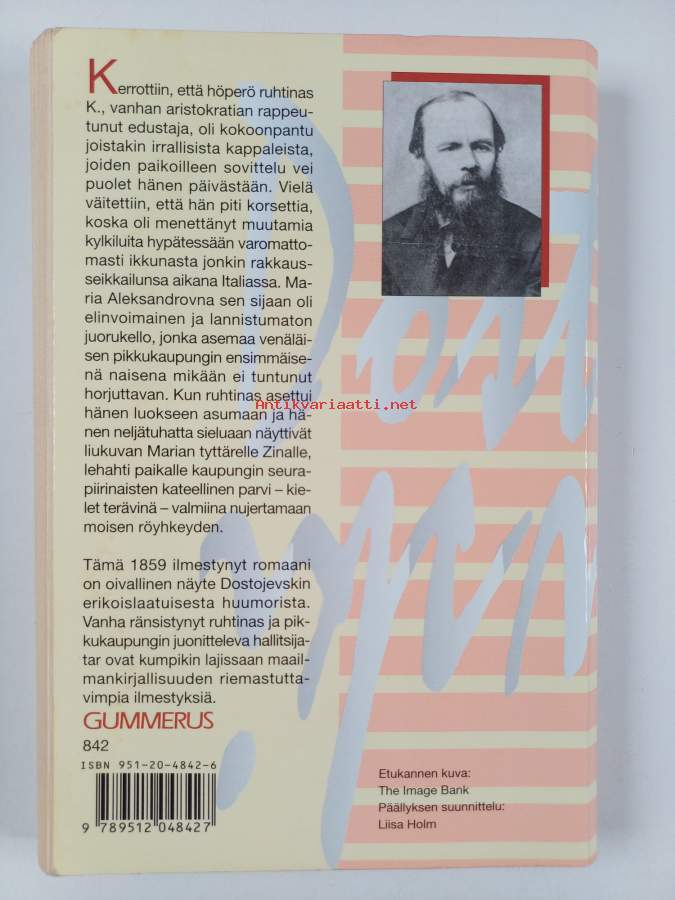 Kerrottiin, että höperö ruhtinas
K., vanhan aristokratian rappeu-
tunut edustaja, oli kokoonpantu
joistakin irrallisista kappaleista,
joiden paikoilleen sovittelu vei
puolet hänen päivästään. Vielä
väitettiin, että hän piti korsettia,
koska oli menettänyt muutamia
kylkiluita hypätessään varomatto-
masti ikkunasta jonkin rakkaus-
seikkailunsa aikana Italiassa. Ma-
ria Aleksandrovna sen sijaan oli
elinvoimainen ja lannistumaton
juorukello, jonka asemaa venäläi-
sen pikkukaupungin ensimmäise-
nä naisena mikään ei tuntunut
horjuttavan. Kun ruhtinas asettui
hänen luokseen asumaan ja hä-
nen neljätuhatta sieluaan näyttivät
liukuvan Marian tyttärelle Zinalle,
lehahti paikalle kaupungin seura-
piirinaisten kateellinen parvi – kie-
let terävinä – valmiina nujertamaan
moisen röyhkeyden.
Tämä 1859 ilmestynyt romaani
on oivallinen näyte Dostojevskin
erikoislaatuisesta huumorista.
Vanha ränsistynyt ruhtinas ja pik-
kukaupungin juonitteleva hallitsija-
tar ovat kumpikin lajissaan maail-
mankirjallisuuden riemastutta-
vimpia ilmestyksiä.
GUMMERUS
842
ISBN 951-20-4842-6
9 789512 048427
Etukannen kuva:
The Image Bank
Päällyksen suunnittelu:
Liisa Holm
Antikvariaatti.net